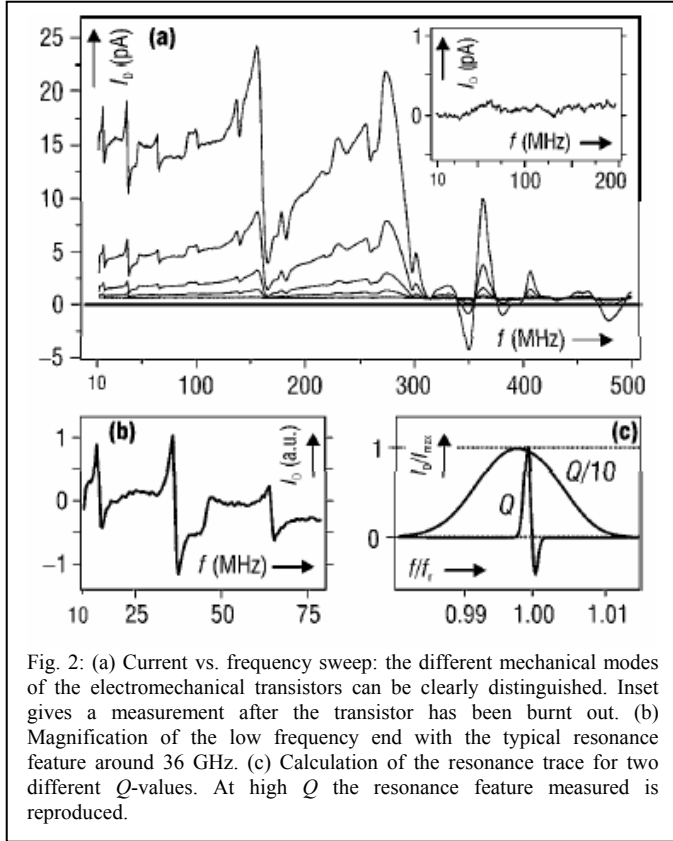 25
20
15
10
5
0
−5
I_D (pA)
(a)
10
100
200
300
400
500
f (MHz)
1
0
I_D (pA)
f (MHz)
10
100
200
(b)
1
0
−1
I_D (a.u.)
f (MHz)
10
25
50
75
(c)
1
0
I_D/I_max
Q/10
Q
f/f_r
0.99
1.00
1.01
Fig. 2: (a) Current vs. frequency sweep: the different mechanical modes
of the electromechanical transistors can be clearly distinguished. Inset
gives a measurement after the transistor has been burnt out. (b)
Magnification of the low frequency end with the typical resonance
feature around 36 GHz. (c) Calculation of the resonance trace for two
different Q-values. At high Q the resonance feature measured is
reproduced.